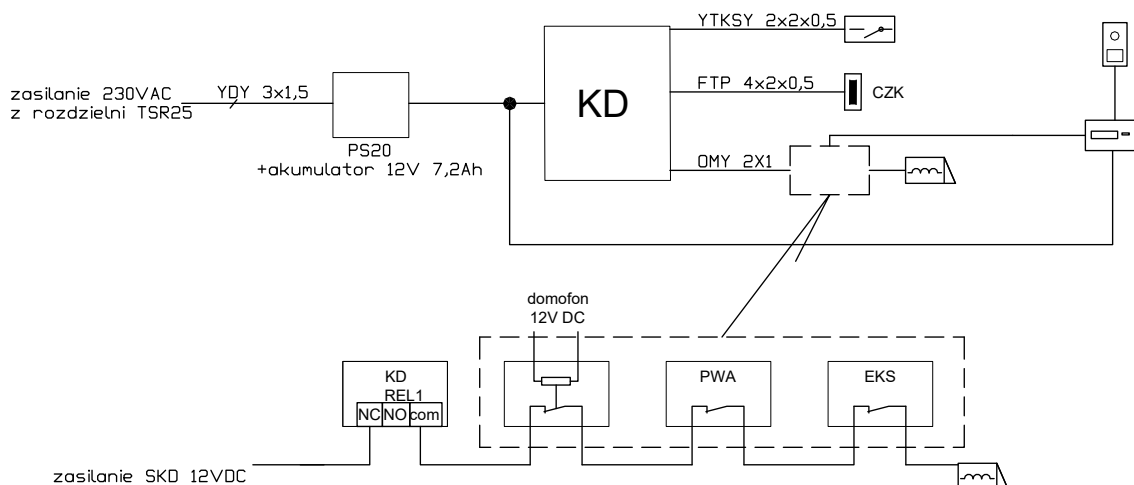 YTKSY 2x2x0,5
zasilanie 230VAC
z rozdzielni TSR25
YDY 3x1,5
KD
FTP 4x2x0,5
CZK
PS20
+akumulator 12V 7,2Ah
OMY 2X1
domofon
12V DC
KD
REL1
NC NO com
PWA
EKS
zasilanie SKD 12VDC